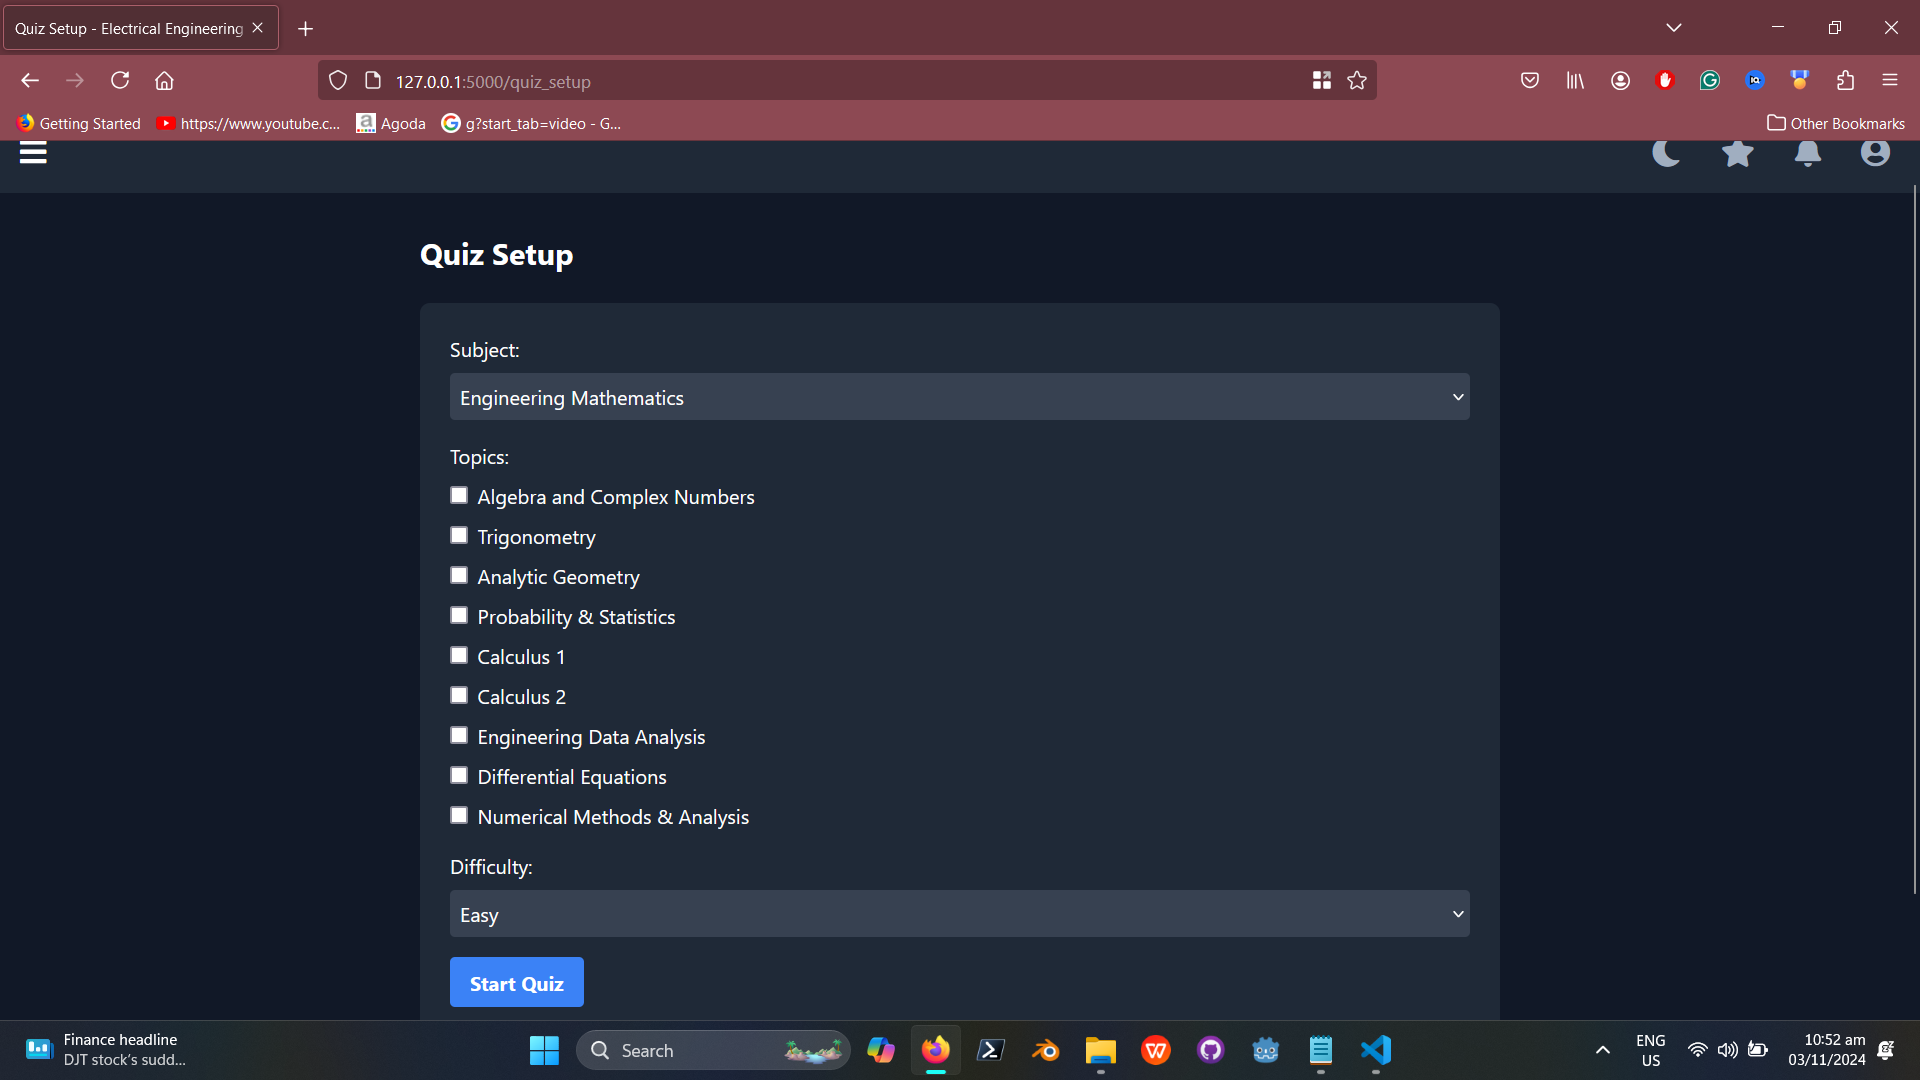 Quiz Setup - Electrical Engineering
127.0.0.1:5000/quiz_setup
Getting Started
https://www.youtube.c...
Agoda
g?start_tab=video - G...
Other Bookmarks
Quiz Setup
Subject:
Engineering Mathematics
Topics:
Algebra and Complex Numbers
Trigonometry
Analytic Geometry
Probability & Statistics
Calculus 1
Calculus 2
Engineering Data Analysis
Differential Equations
Numerical Methods & Analysis
Difficulty:
Easy
Start Quiz
Finance headline
DJT stock's sudd...
Search
ENG
US
10:52 am
03/11/2024